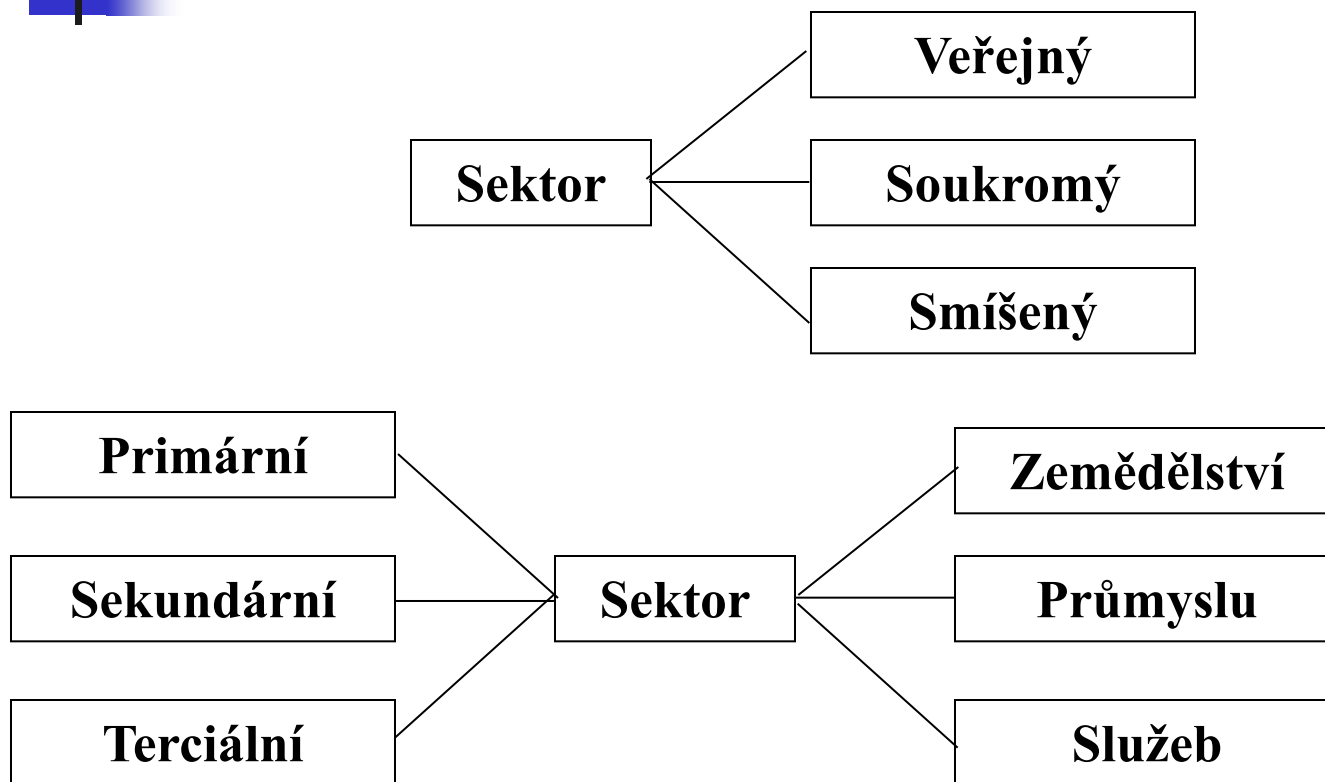 Veřejný
Sektor
Soukromý
Smíšený
Primární
Zemědělství
Sekundární
Sektor
Průmyslu
Terciální
Služeb